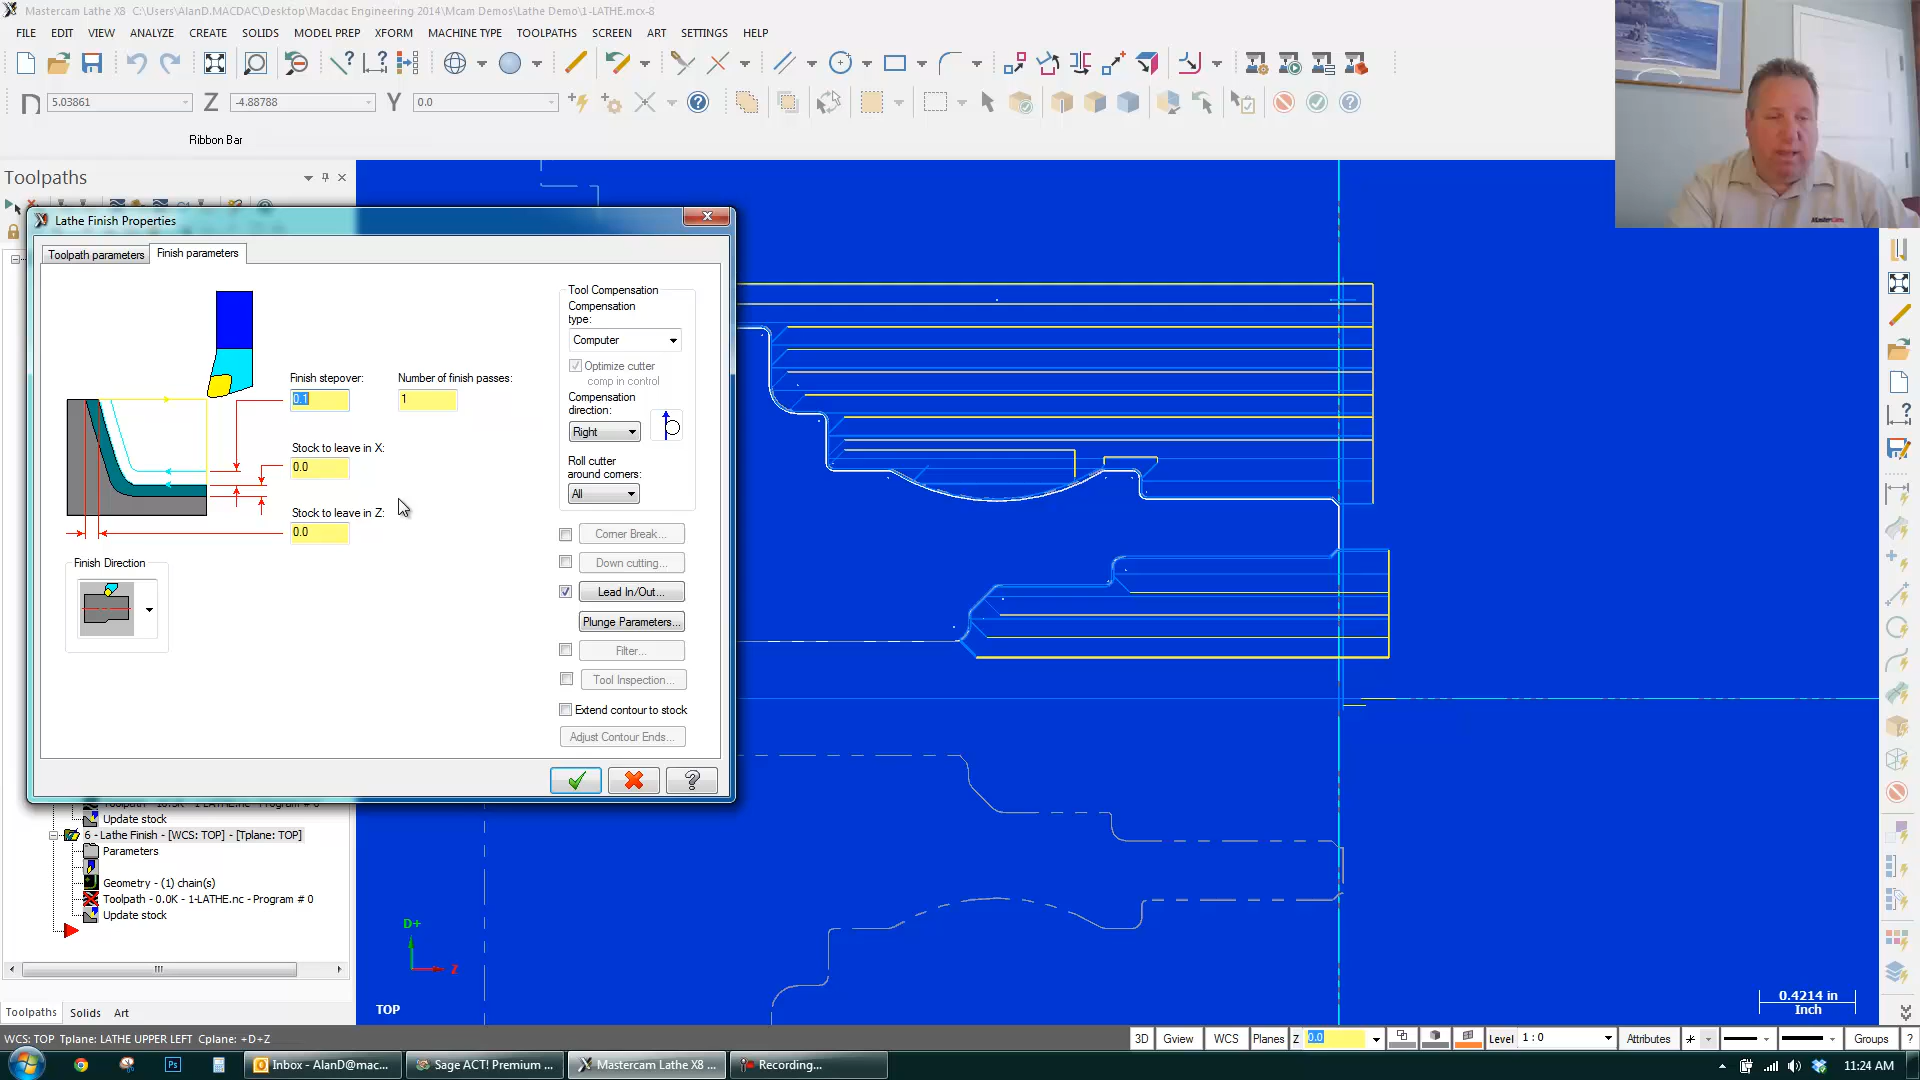 Mastercam Lathe X8 C:\Users\AlanD.MACDAC\Desktop\Macdac Engineering 2014\Mcam Demos\Lathe Demo\1-LATHE.mcx-8
FILE EDIT VIEW ANALYZE CREATE SOLIDS MODEL PREP XFORM MACHINE TYPE TOOLPATHS SCREEN ART SETTINGS HELP
5.03861 Z -4.88788 Y 0.0
Ribbon Bar
Toolpaths
Lathe Finish Properties
Toolpath parameters Finish parameters
Tool Compensation
Compensation
type:
Computer
Optimize cutter
comp in control
Finish stepover: Number of finish passes:
0.1 1
Compensation
direction:
Right
Stock to leave in X:
0.0
Roll cutter
around corners:
All
Stock to leave in Z:
0.0
Corner Break...
Finish Direction
Down cutting...
Lead In/Out...
Plunge Parameters...
Filter...
Tool Inspection...
Extend contour to stock
Adjust Contour Ends...
Update stock
6 - Lathe Finish - [WCS: TOP] - [Tplane: TOP]
Parameters
Geometry - (1) chain(s)
Toolpath - 0.0K - 1-LATHE.nc - Program # 0
Update stock
D+
Z
TOP
0.4214 in
Inch
Toolpaths Solids Art
WCS: TOP Tplane: LATHE UPPER LEFT Cplane: +D+Z
3D Gview WCS Planes Z 0.0 Level 1 : 0 Attributes Groups ?
Inbox - AlanD@mac... Sage ACT! Premium ... Mastercam Lathe X8 ... Recording... 11:24 AM